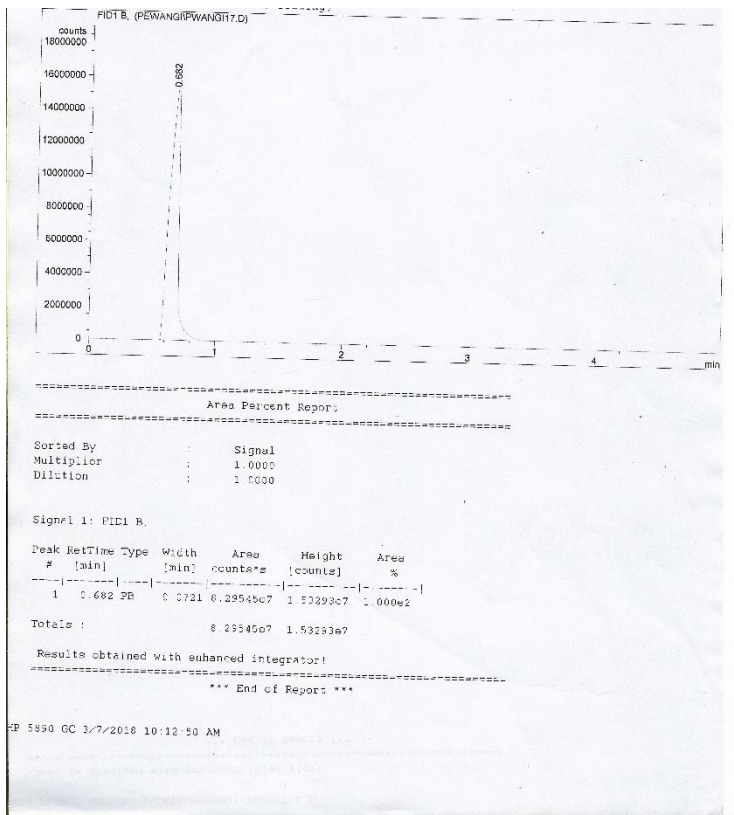 FID1 B, (PEWANGI\PWANGI17.D)
counts
18000000
16000000
14000000
12000000
10000000
8000000
6000000
4000000
2000000
0
0.682
0 1 2 3 4 min
Area Percent Report
Sorted By : Signal
Multiplier : 1.0000
Dilution : 1 0000
Signal 1: FID1 B,
Peak RetTime Type Width Area Height Area
# [min] [min] counts*s [counts] %
1 0.682 PB 0 0721 8.29545e7 1 53293e7 1.000e2
Totals : 8.29545e7 1.53293e7
Results obtained with enhanced integrator!
*** End of Report ***
HP 5890 GC 3/7/2018 10:12:50 AM